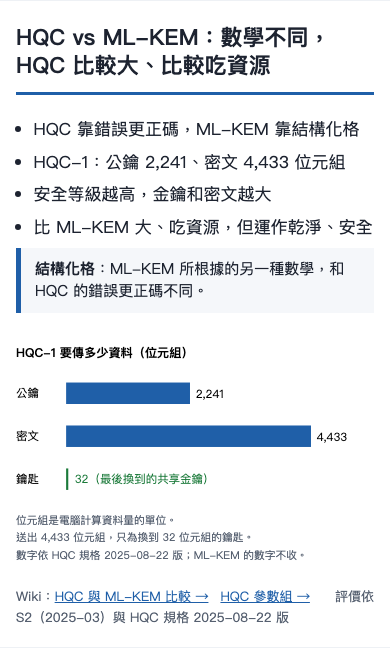 HQC vs ML-KEM：數學不同，
HQC 比較大、比較吃資源
• HQC 靠錯誤更正碼，ML-KEM 靠結構化格
• HQC-1：公鑰 2,241、密文 4,433 位元組
• 安全等級越高，金鑰和密文越大
• 比 ML-KEM 大、吃資源，但運作乾淨、安全
結構化格：ML-KEM 所根據的另一種數學，和
HQC 的錯誤更正碼不同。
HQC-1 要傳多少資料（位元組）
公鑰 2,241
密文 4,433
鑰匙 32（最後換到的共享金鑰）
位元組是電腦計算資料量的單位。
送出 4,433 位元組，只為換到 32 位元組的鑰匙。
數字依 HQC 規格 2025-08-22 版；ML-KEM 的數字不收。
Wiki：HQC 與 ML-KEM 比較 → HQC 參數組 → 評價依
S2（2025-03）與 HQC 規格 2025-08-22 版